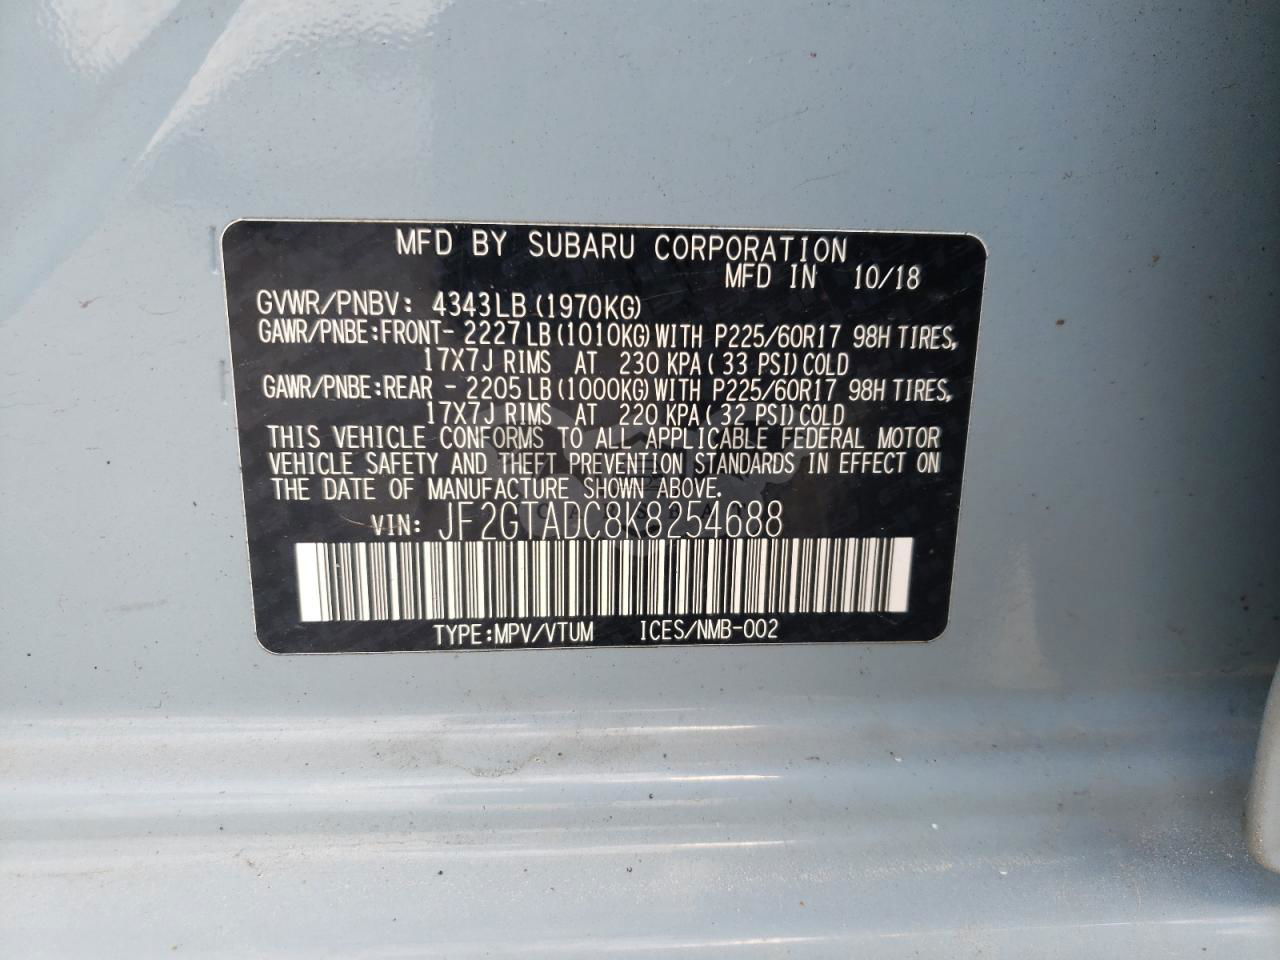 MFD BY SUBARU CORPORATION
MFD IN 10/18
GVWR/PNBV: 4343LB (1970KG)
GAWR/PNBE:FRONT- 2227LB (1010KG) WITH P225/60R17 98H TIRES,
17X7J RIMS AT 230 KPA (33 PSI) COLD
GAWR/PNBE:REAR - 2205LB (1000KG) WITH P225/60R17 98H TIRES,
17X7J RIMS AT 220 KPA (32 PSI) COLD
THIS VEHICLE CONFORMS TO ALL APPLICABLE FEDERAL MOTOR
VEHICLE SAFETY AND THEFT PREVENTION STANDARDS IN EFFECT ON
THE DATE OF MANUFACTURE SHOWN ABOVE.
VIN: JF2GTADC8K8254688
TYPE:MPV/VTUM ICES/NMB-002